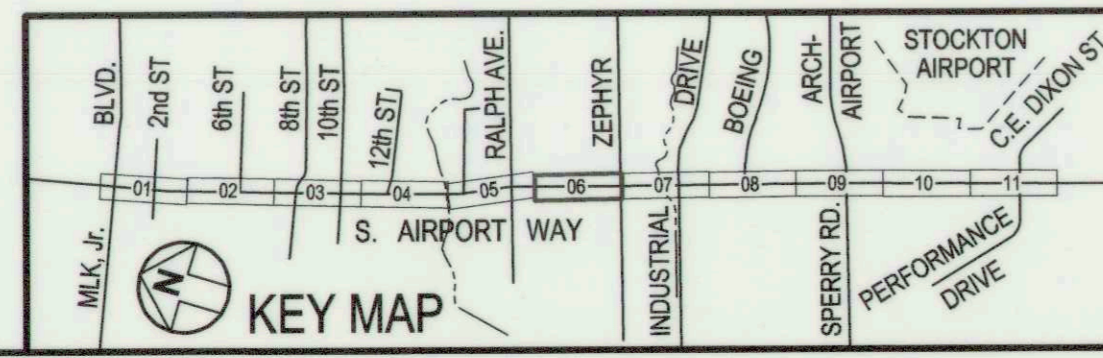 BLVD.
2nd ST
6th ST
8th ST
10th ST
12th ST
RALPH AVE.
ZEPHYR
DRIVE
BOEING
ARCH-
AIRPORT
STOCKTON
AIRPORT
C.E. DIXON ST
01
02
03
04
05
06
07
08
09
10
11
S. AIRPORT WAY
MLK, Jr.
INDUSTRIAL
SPERRY RD.
PERFORMANCE
DRIVE
N
KEY MAP